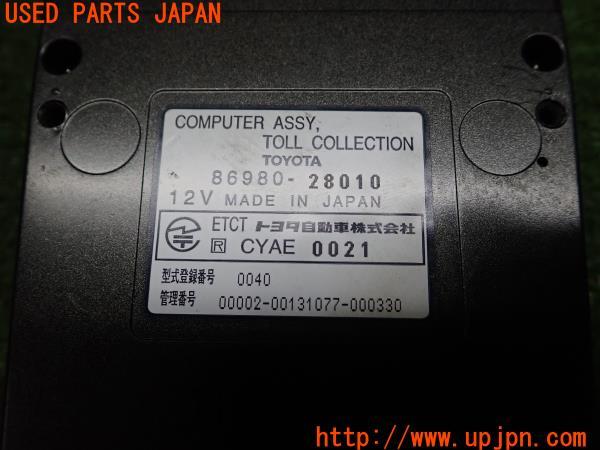 USED PARTS JAPAN
COMPUTER ASSY,
TOLL COLLECTION
TOYOTA
86980-28010
12V MADE IN JAPAN
ETCT トヨタ自動車株式会社
R CYAE 0021
型式登録番号 0040
管理番号 00002-00131077-000330
http://www.upjpn.com/